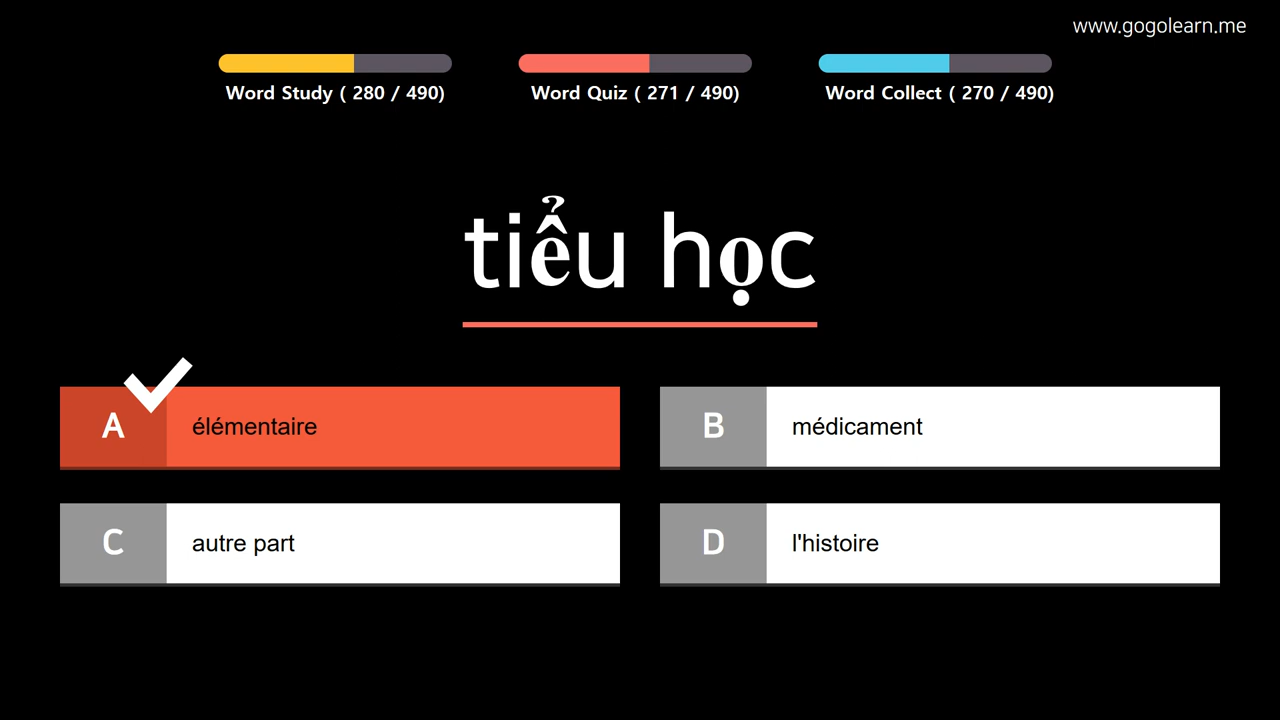 www.gogolearn.me
Word Study ( 280 / 490)
Word Quiz ( 271 / 490)
Word Collect ( 270 / 490)
tiểu học
A élémentaire
B médicament
C autre part
D l'histoire